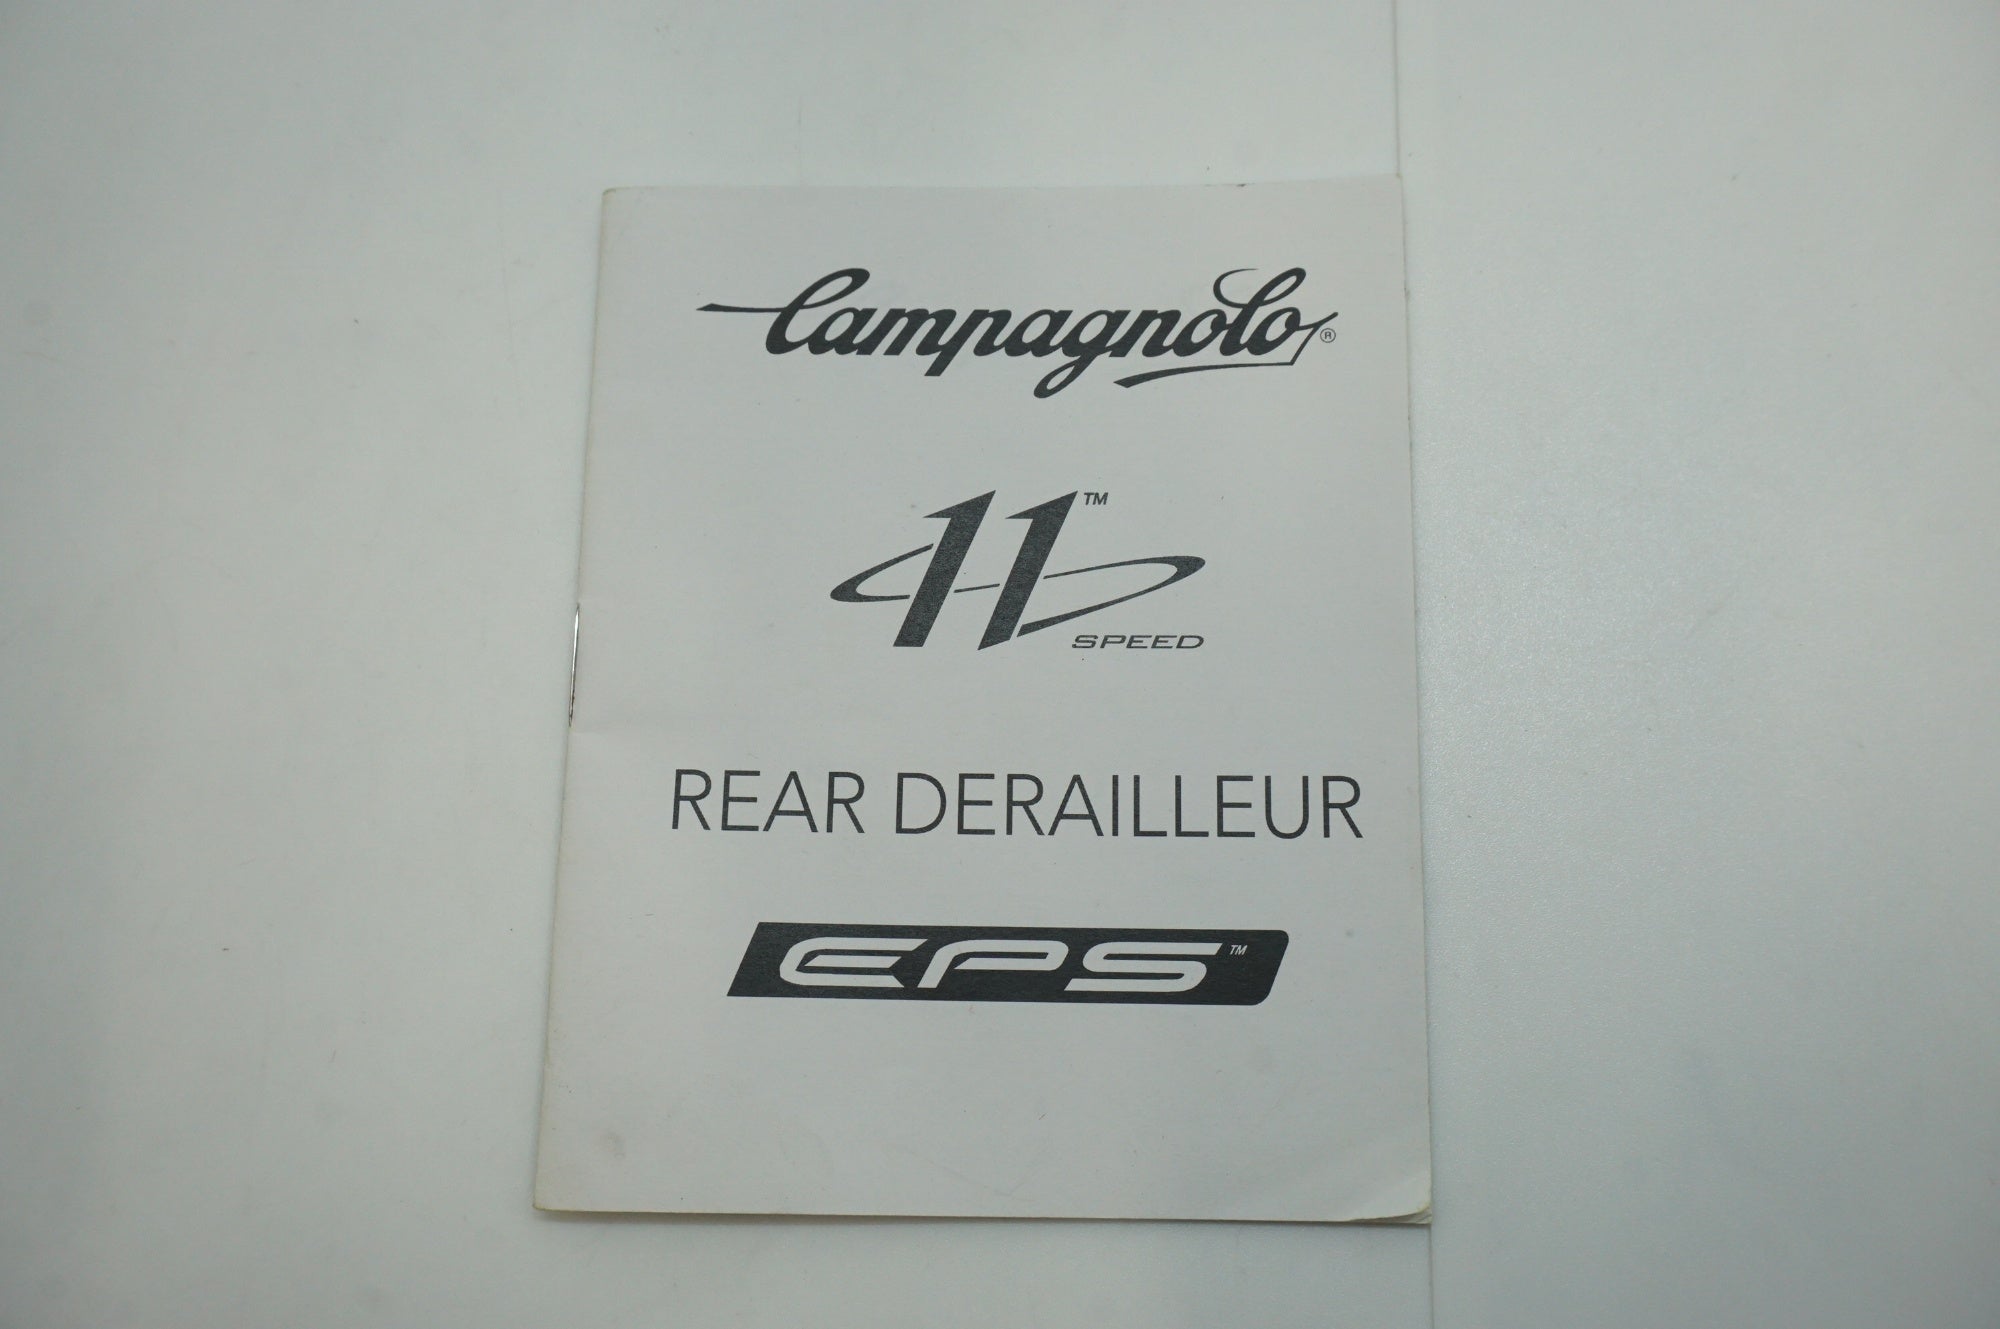 Campagnolo®
11™
SPEED
REAR DERAILLEUR
EPS™